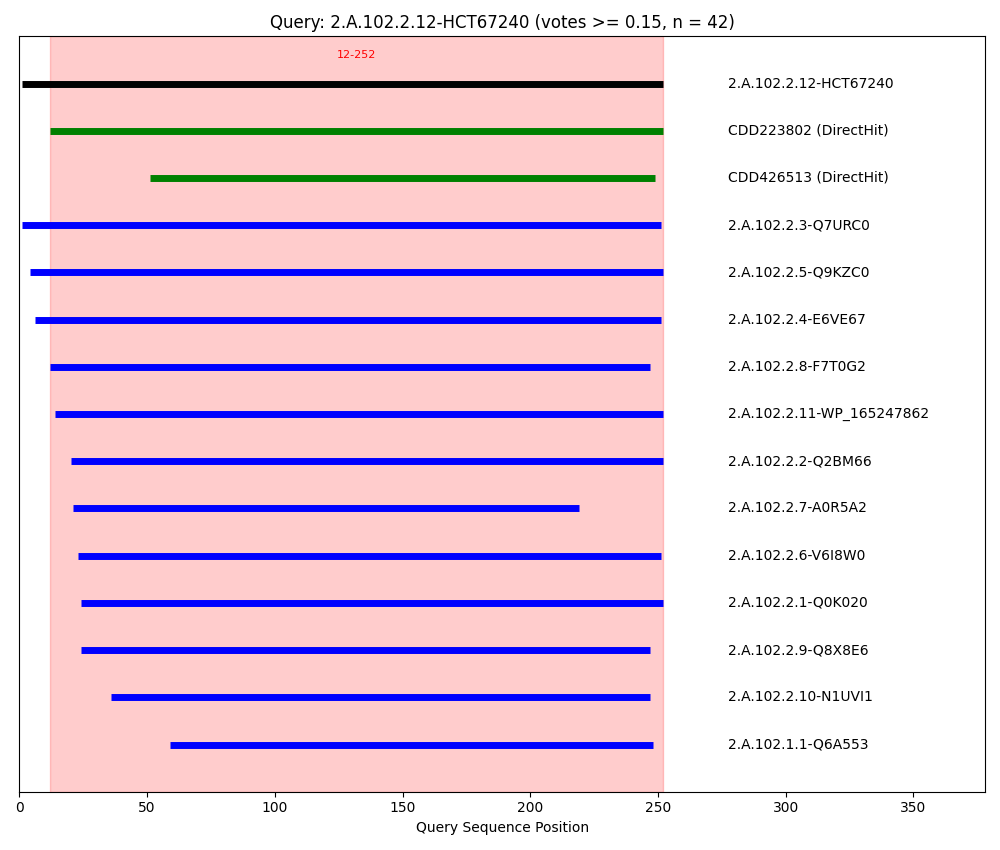 Query: 2.A.102.2.12-HCT67240 (votes >= 0.15, n = 42)
12-252
2.A.102.2.12-HCT67240
CDD223802 (DirectHit)
CDD426513 (DirectHit)
2.A.102.2.3-Q7URC0
2.A.102.2.5-Q9KZC0
2.A.102.2.4-E6VE67
2.A.102.2.8-F7T0G2
2.A.102.2.11-WP_165247862
2.A.102.2.2-Q2BM66
2.A.102.2.7-A0R5A2
2.A.102.2.6-V6I8W0
2.A.102.2.1-Q0K020
2.A.102.2.9-Q8X8E6
2.A.102.2.10-N1UVI1
2.A.102.1.1-Q6A553
0 50 100 150 200 250 300 350
Query Sequence Position